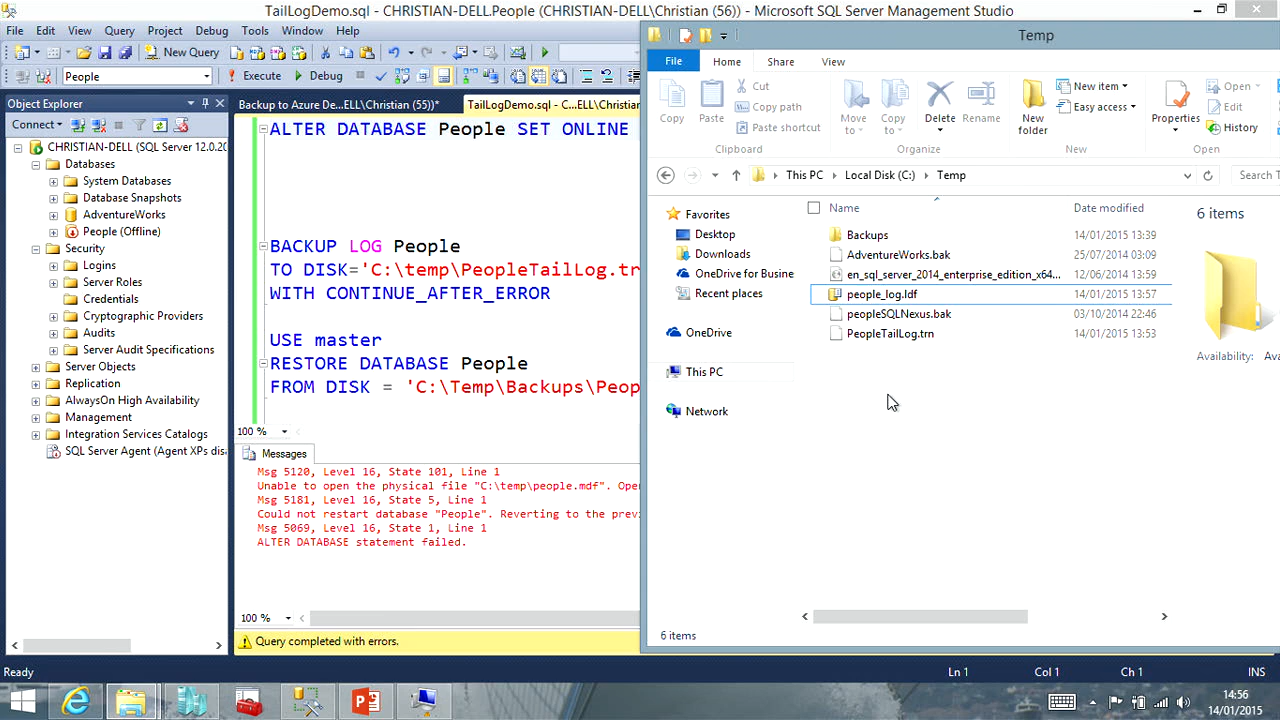 TailLogDemo.sql - CHRISTIAN-DELL.People (CHRISTIAN-DELL\Christian (56)) - Microsoft SQL Server Management Studio
File Edit View Query Project Debug Tools Window Help
New Query
People
Execute
Debug
Object Explorer
Connect
CHRISTIAN-DELL (SQL Server 12.0.20
Databases
System Databases
Database Snapshots
AdventureWorks
People (Offline)
Security
Logins
Server Roles
Credentials
Cryptographic Providers
Audits
Server Audit Specifications
Server Objects
Replication
AlwaysOn High Availability
Management
Integration Services Catalogs
SQL Server Agent (Agent XPs dis
Backup to Azure De...ELL\Christian (55))*
TailLogDemo.sql - C...ELL\Christian
ALTER DATABASE People SET ONLINE
BACKUP LOG People
TO DISK='C:\temp\PeopleTailLog.tr
WITH CONTINUE_AFTER_ERROR
USE master
RESTORE DATABASE People
FROM DISK = 'C:\Temp\Backups\Peop
100 %
Messages
Msg 5120, Level 16, State 101, Line 1
Unable to open the physical file "C:\temp\people.mdf". Ope
Msg 5181, Level 16, State 5, Line 1
Could not restart database "People". Reverting to the prev
Msg 5069, Level 16, State 1, Line 1
ALTER DATABASE statement failed.
100 %
Query completed with errors.
Temp
File Home Share View
Copy
Paste
Cut
Copy path
Paste shortcut
Clipboard
Move to
Copy to
Delete
Rename
Organize
New folder
New item
Easy access
New
Properties
Open
Edit
History
Open
This PC
Local Disk (C:)
Temp
Search T
Favorites
Desktop
Downloads
OneDrive for Busine
Recent places
OneDrive
This PC
Network
Name Date modified
Backups 14/01/2015 13:39
AdventureWorks.bak 25/07/2014 03:09
en_sql_server_2014_enterprise_edition_x64... 12/06/2014 13:59
people_log.ldf 14/01/2015 13:57
peopleSQLNexus.bak 03/10/2014 22:46
PeopleTailLog.trn 14/01/2015 13:53
6 items
Availability: Ava
6 items
Ready Ln 1 Col 1 Ch 1 INS
14:56
14/01/2015